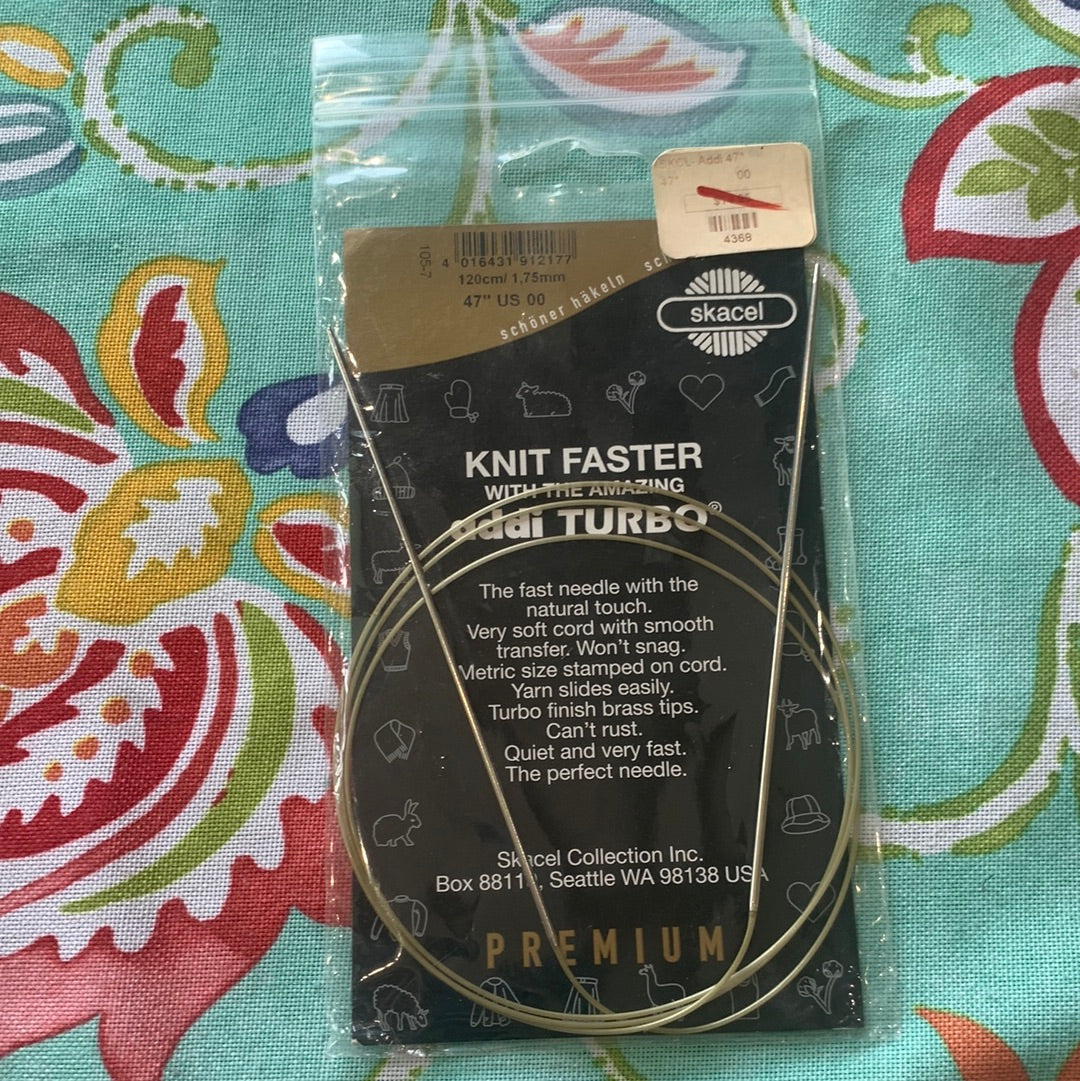 SKCL- Addi 47"
47"
00
4368
105-7
4 016431 912177
120cm/ 1,75mm
47" US 00
schöner häkeln
skacel
KNIT FASTER
WITH THE AMAZING
addi TURBO®
The fast needle with the
natural touch.
Very soft cord with smooth
transfer. Won't snag.
Metric size stamped on cord.
Yarn slides easily.
Turbo finish brass tips.
Can't rust.
Quiet and very fast.
The perfect needle.
Skacel Collection Inc.
Box 8811 , Seattle WA 98138 USA
PREMIUM